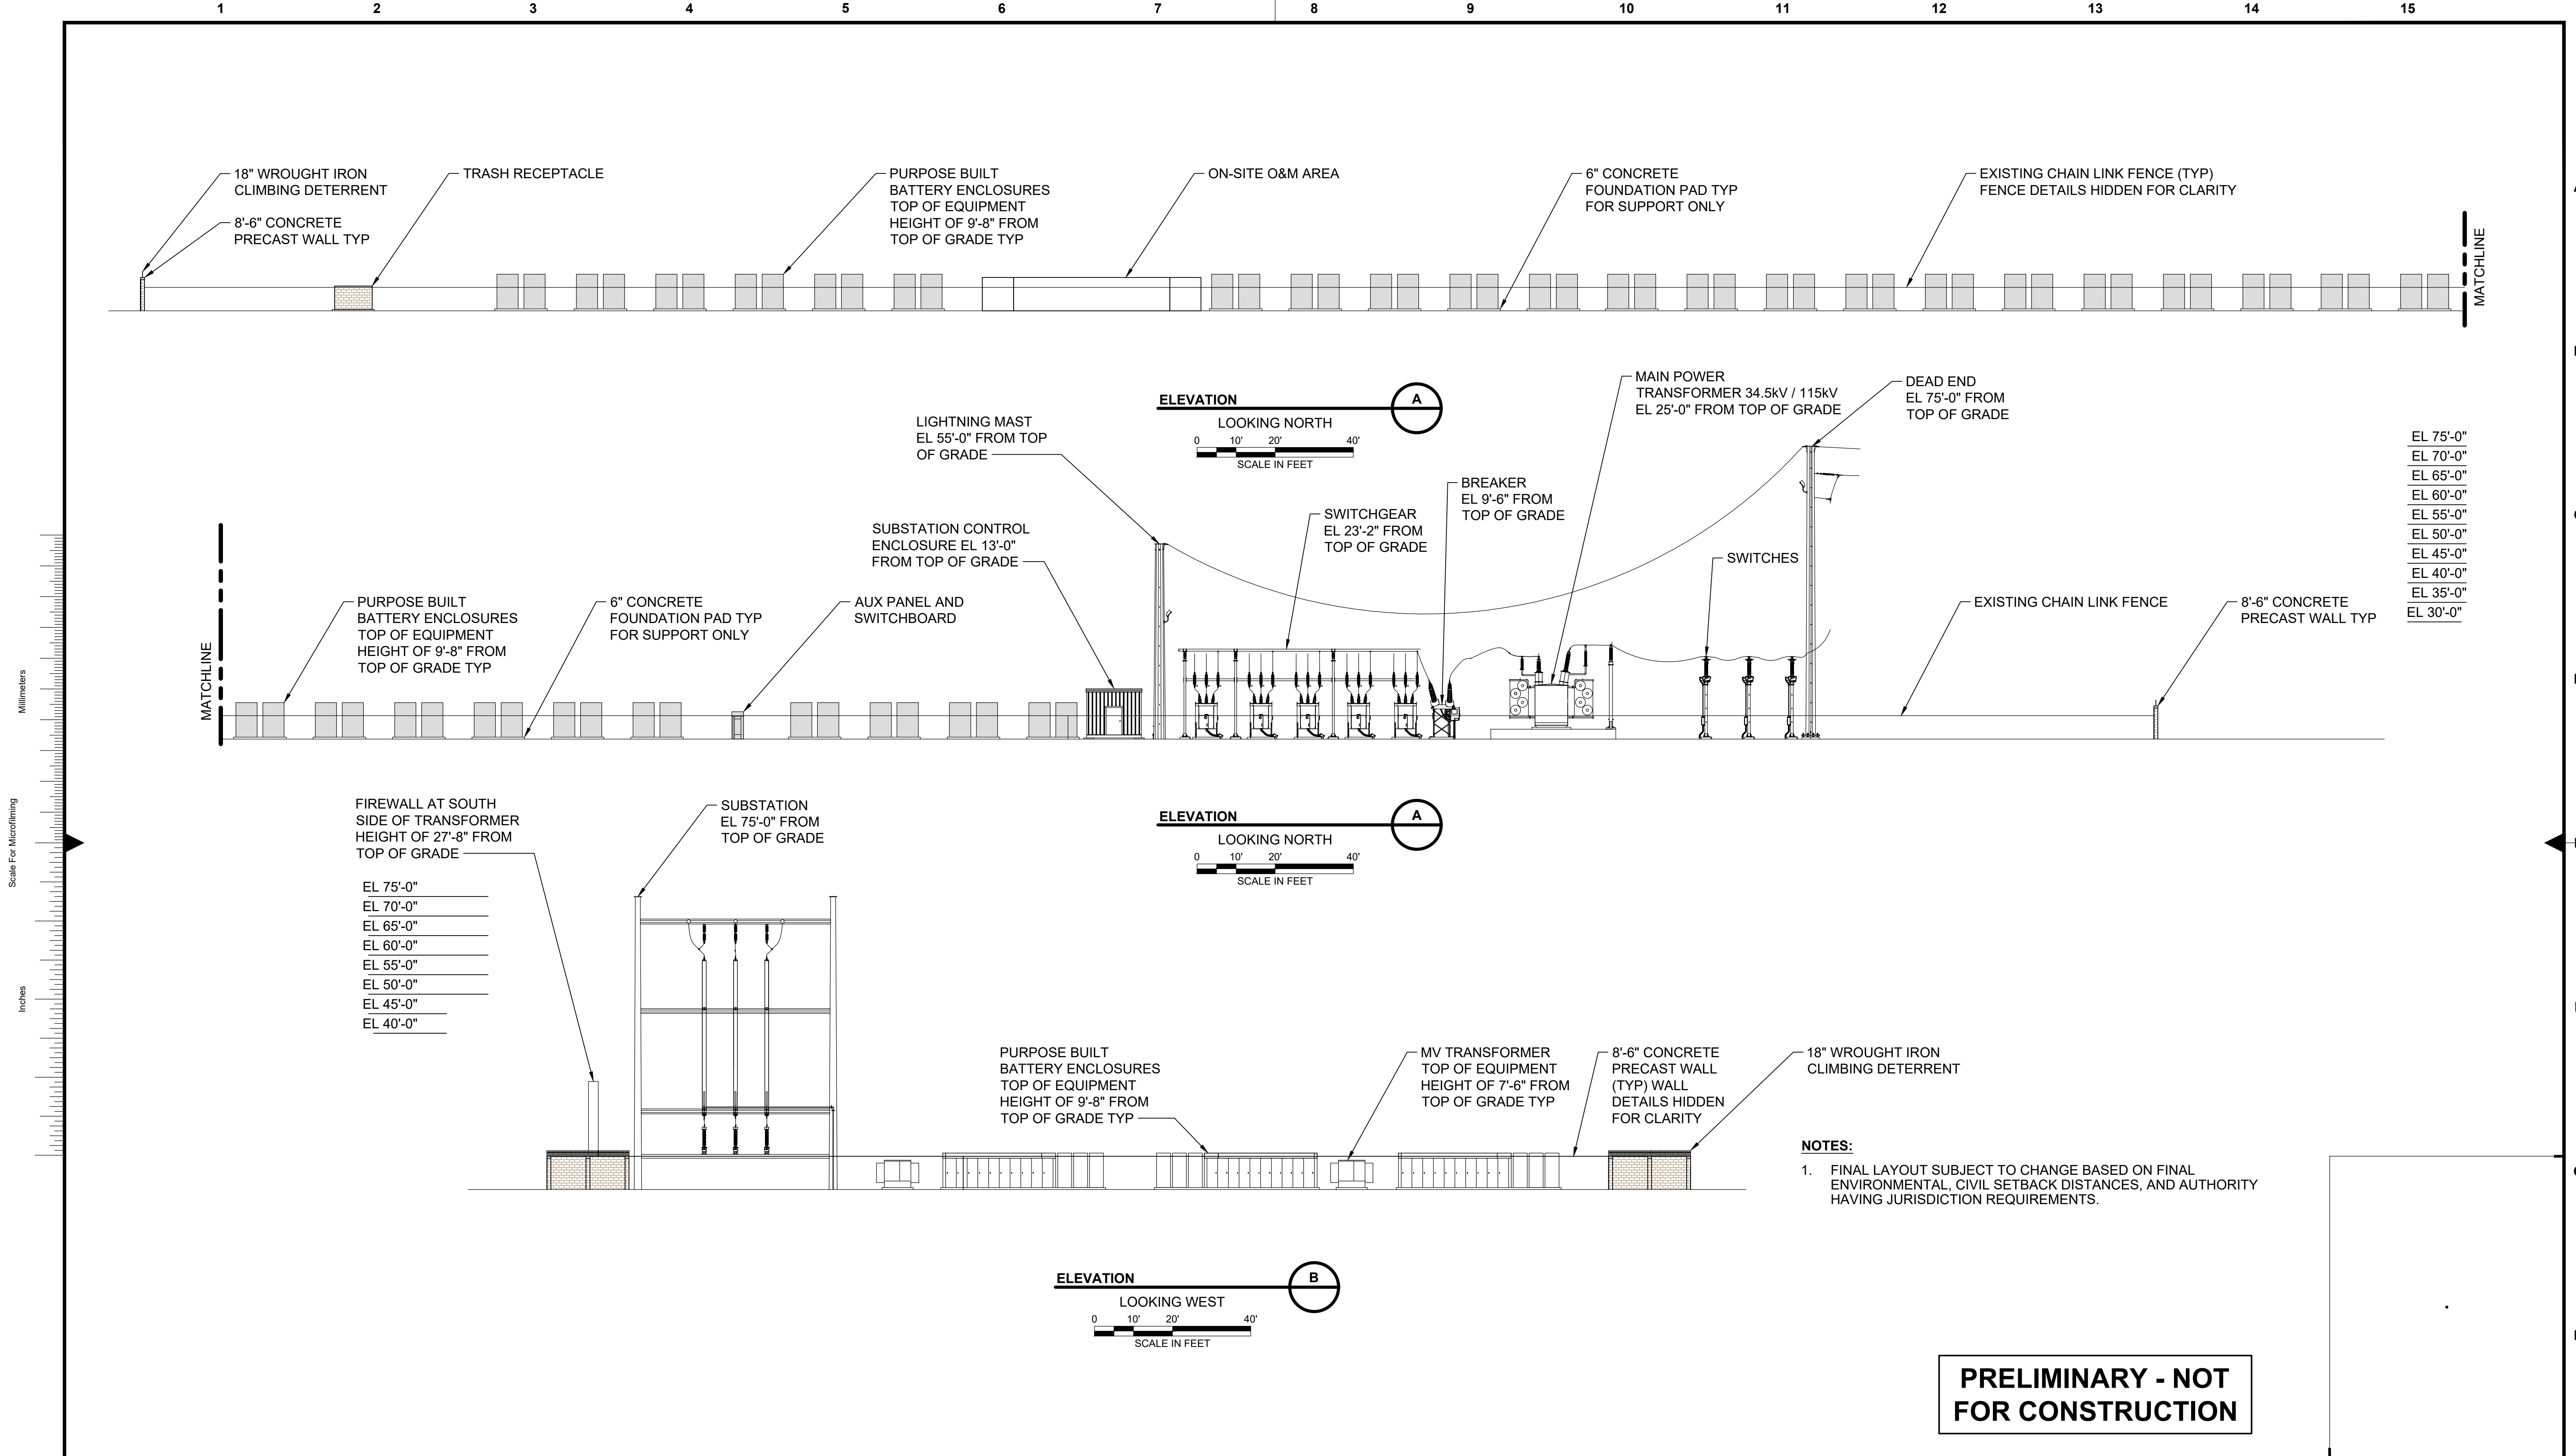 1 2 3 4 5 6 7 8 9 10 11 12 13 14 15
18" WROUGHT IRON
CLIMBING DETERRENT
8'-6" CONCRETE
PRECAST WALL TYP
TRASH RECEPTACLE
PURPOSE BUILT
BATTERY ENCLOSURES
TOP OF EQUIPMENT
HEIGHT OF 9'-8" FROM
TOP OF GRADE TYP
ON-SITE O&M AREA
6" CONCRETE
FOUNDATION PAD TYP
FOR SUPPORT ONLY
EXISTING CHAIN LINK FENCE (TYP)
FENCE DETAILS HIDDEN FOR CLARITY
MATCHLINE
ELEVATION
A
LOOKING NORTH
0 10' 20' 40'
SCALE IN FEET
LIGHTNING MAST
EL 55'-0" FROM TOP
OF GRADE
MAIN POWER
TRANSFORMER 34.5kV / 115kV
EL 25'-0" FROM TOP OF GRADE
DEAD END
EL 75'-0" FROM
TOP OF GRADE
EL 75'-0"
EL 70'-0"
EL 65'-0"
EL 60'-0"
EL 55'-0"
EL 50'-0"
EL 45'-0"
EL 40'-0"
EL 35'-0"
EL 30'-0"
BREAKER
EL 9'-6" FROM
TOP OF GRADE
SWITCHGEAR
EL 23'-2" FROM
TOP OF GRADE
SUBSTATION CONTROL
ENCLOSURE EL 13'-0"
FROM TOP OF GRADE
SWITCHES
MATCHLINE
PURPOSE BUILT
BATTERY ENCLOSURES
TOP OF EQUIPMENT
HEIGHT OF 9'-8" FROM
TOP OF GRADE TYP
6" CONCRETE
FOUNDATION PAD TYP
FOR SUPPORT ONLY
AUX PANEL AND
SWITCHBOARD
EXISTING CHAIN LINK FENCE
8'-6" CONCRETE
PRECAST WALL TYP
ELEVATION
A
LOOKING NORTH
0 10' 20' 40'
SCALE IN FEET
Millimeters
Scale For Microfilming
Inches
FIREWALL AT SOUTH
SIDE OF TRANSFORMER
HEIGHT OF 27'-8" FROM
TOP OF GRADE
SUBSTATION
EL 75'-0" FROM
TOP OF GRADE
EL 75'-0"
EL 70'-0"
EL 65'-0"
EL 60'-0"
EL 55'-0"
EL 50'-0"
EL 45'-0"
EL 40'-0"
PURPOSE BUILT
BATTERY ENCLOSURES
TOP OF EQUIPMENT
HEIGHT OF 9'-8" FROM
TOP OF GRADE TYP
MV TRANSFORMER
TOP OF EQUIPMENT
HEIGHT OF 7'-6" FROM
TOP OF GRADE TYP
8'-6" CONCRETE
PRECAST WALL
(TYP) WALL
DETAILS HIDDEN
FOR CLARITY
18" WROUGHT IRON
CLIMBING DETERRENT
NOTES:
1. FINAL LAYOUT SUBJECT TO CHANGE BASED ON FINAL
ENVIRONMENTAL, CIVIL SETBACK DISTANCES, AND AUTHORITY
HAVING JURISDICTION REQUIREMENTS.
ELEVATION
B
LOOKING WEST
0 10' 20' 40'
SCALE IN FEET
PRELIMINARY - NOT
FOR CONSTRUCTION